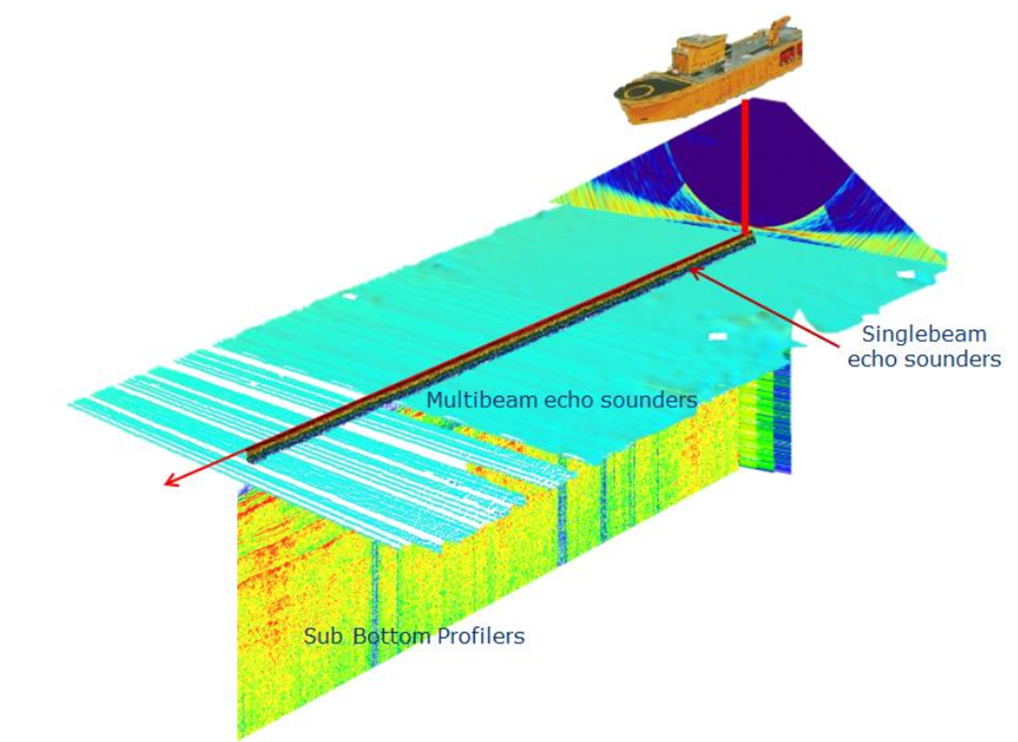 Singlebeam
echo sounders
Multibeam echo sounders
Sub Bottom Profilers